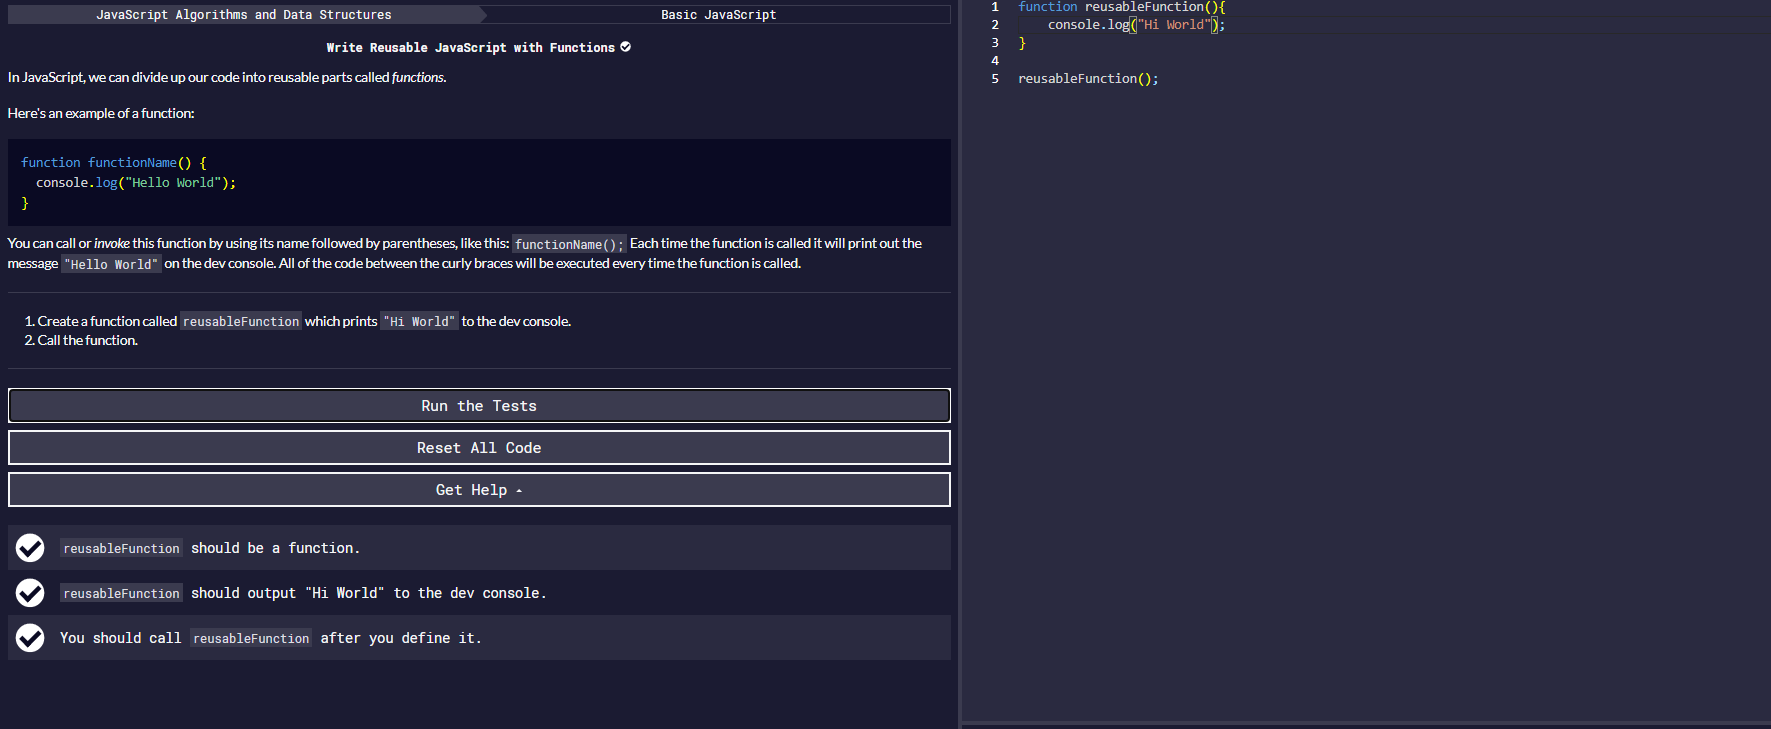 JavaScript Algorithms and Data Structures
Basic JavaScript
Write Reusable JavaScript with Functions
In JavaScript, we can divide up our code into reusable parts called functions.
Here's an example of a function:
function functionName() {
  console.log("Hello World");
}
You can call or invoke this function by using its name followed by parentheses, like this: functionName(); Each time the function is called it will print out the
message "Hello World" on the dev console. All of the code between the curly braces will be executed every time the function is called.
1. Create a function called reusableFunction which prints "Hi World" to the dev console.
2. Call the function.
Run the Tests
Reset All Code
Get Help
reusableFunction should be a function.
reusableFunction should output "Hi World" to the dev console.
You should call reusableFunction after you define it.
1 function reusableFunction(){
2     console.log("Hi World");
3 }
4
5 reusableFunction();